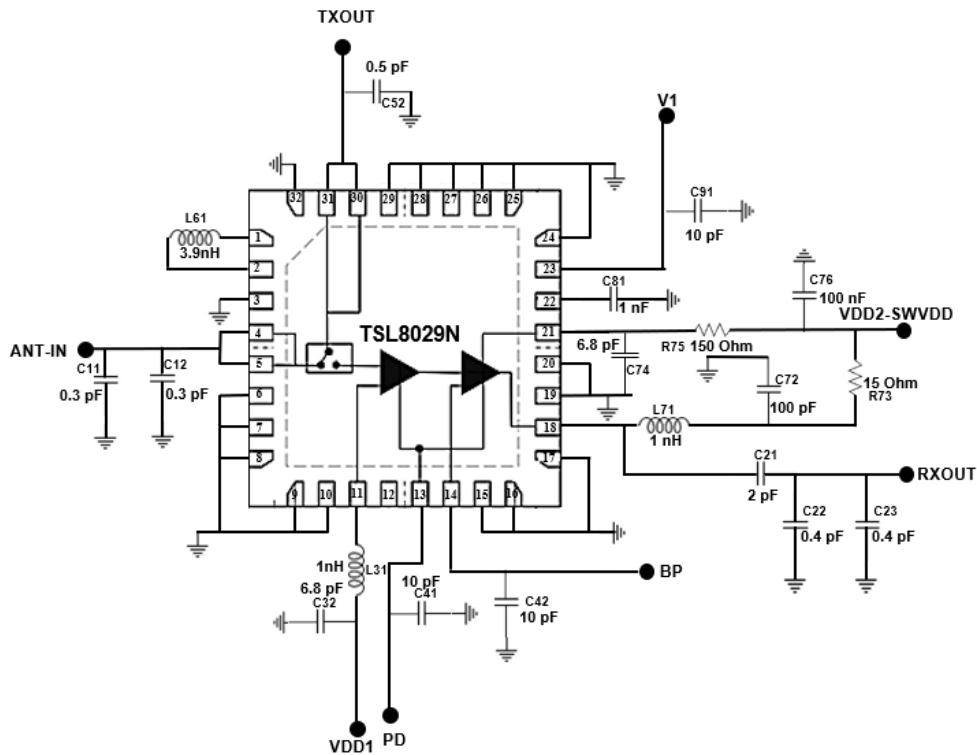 TXOUT
0.5 pF
C52
V1
32
31
30
29
28
27
26
25
C91
10 pF
L61
3.9nH
1
2
3
4
5
6
7
8
24
23
22
21
20
19
18
17
C81
1 nF
C76
100 nF
VDD2-SWVDD
TSL8029N
ANT-IN
C11
0.3 pF
C12
0.3 pF
6.8 pF
C74
R75
150 Ohm
C72
100 pF
15 Ohm
R73
L71
1 nH
C21
2 pF
RXOUT
C22
0.4 pF
C23
0.4 pF
9
10
11
12
13
14
15
16
1nH
L31
6.8 pF
C32
10 pF
C41
BP
C42
10 pF
VDD1
PD